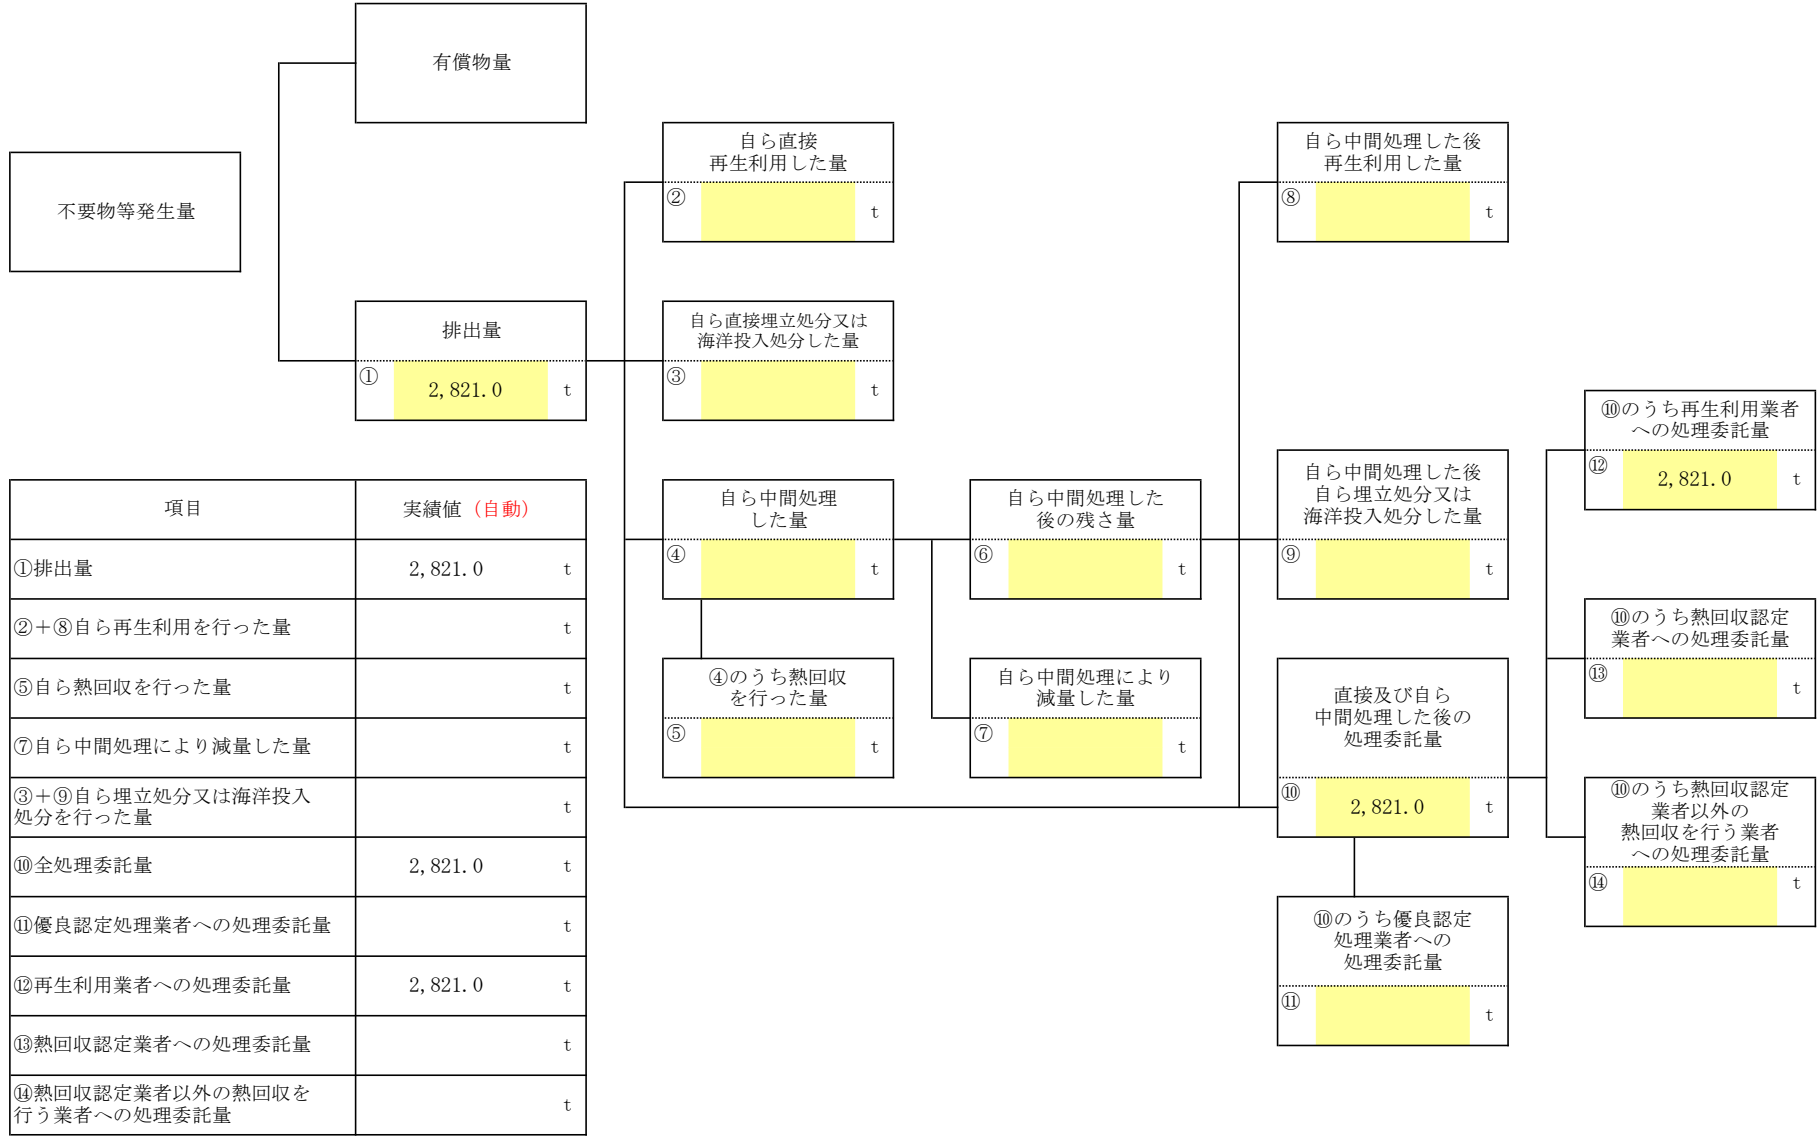 有償物量
不要物等発生量
排出量
①
2,821.0
t
自ら直接
再生利用した量
②
t
自ら直接埋立処分又は
海洋投入処分した量
③
t
自ら中間処理
した量
④
t
④のうち熱回収
を行った量
⑤
t
自ら中間処理した
後の残さ量
⑥
t
自ら中間処理により
減量した量
⑦
t
自ら中間処理した後
再生利用した量
⑧
t
自ら中間処理した後
自ら埋立処分又は
海洋投入処分した量
⑨
t
直接及び自ら
中間処理した後の
処理委託量
⑩
2,821.0
t
⑩のうち優良認定
処理業者への
処理委託量
⑪
t
⑩のうち再生利用業者
への処理委託量
⑫
2,821.0
t
⑩のうち熱回収認定
業者への処理委託量
⑬
t
⑩のうち熱回収認定
業者以外の
熱回収を行う業者
への処理委託量
⑭
t
項目 実績値（自動）
①排出量 2,821.0 t
②＋⑧自ら再生利用を行った量 t
⑤自ら熱回収を行った量 t
⑦自ら中間処理により減量した量 t
③＋⑨自ら埋立処分又は海洋投入
処分を行った量 t
⑩全処理委託量 2,821.0 t
⑪優良認定処理業者への処理委託量 t
⑫再生利用業者への処理委託量 2,821.0 t
⑬熱回収認定業者への処理委託量 t
⑭熱回収認定業者以外の熱回収を
行う業者への処理委託量 t